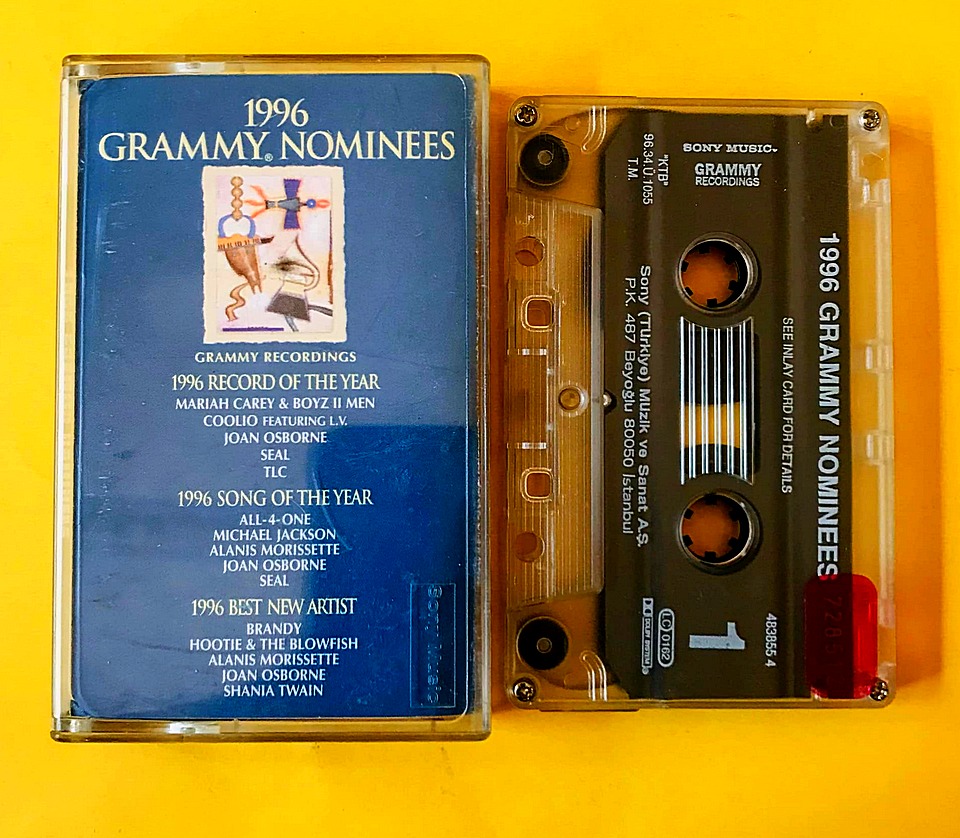 1996
GRAMMY® NOMINEES
GRAMMY RECORDINGS
1996 RECORD OF THE YEAR
MARIAH CAREY & BOYZ II MEN
COOLIO FEATURING L.V.
JOAN OSBORNE
SEAL
TLC
1996 SONG OF THE YEAR
ALL-4-ONE
MICHAEL JACKSON
ALANIS MORISSETTE
JOAN OSBORNE
SEAL
1996 BEST NEW ARTIST
BRANDY
HOOTIE & THE BLOWFISH
ALANIS MORISSETTE
JOAN OSBORNE
SHANIA TWAIN
Sony Music
SONY MUSIC
GRAMMY
RECORDINGS
"KTB"
T.M.
96.34.Ü.1055
1996 GRAMMY NOMINEES
SEE INLAY CARD FOR DETAILS
Sony (Türkiye) Müzik ve Sanat A.Ş.
P.K. 487 Beyoğlu 80050 İstanbul
DOLBY SYSTEM
LC 0162
1
483855 4